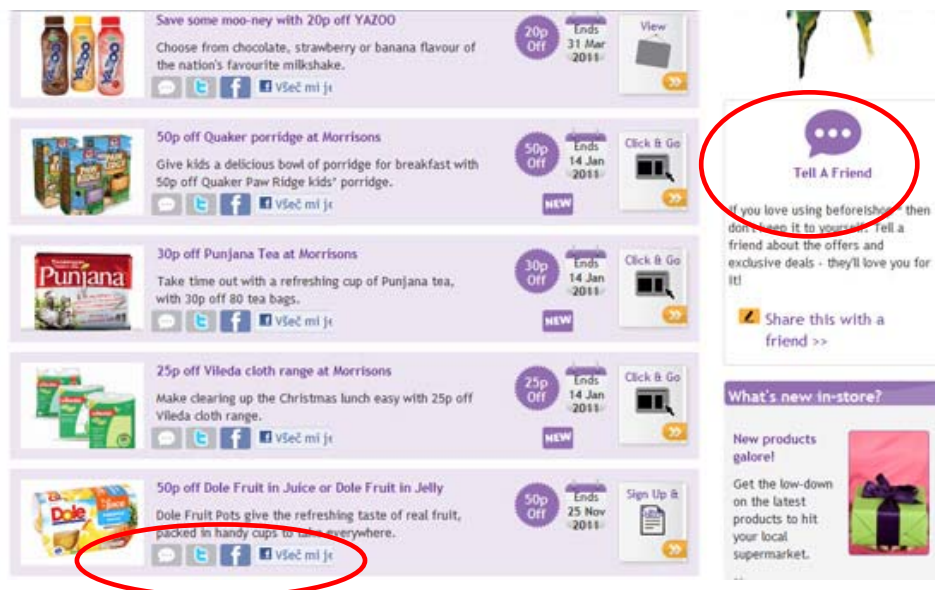 Save some moo-ney with 20p off YAZOO
Choose from chocolate, strawberry or banana flavour of
the nation's favourite milkshake.
Všeč mi je
20p
Off
Ends
31 Mar
2011
View
YAZOO
YAZOO
YAZOO
50p off Quaker porridge at Morrisons
Give kids a delicious bowl of porridge for breakfast with
50p off Quaker Paw Ridge kids' porridge.
Všeč mi je
50p
Off
Ends
14 Jan
2011
NEW
Click & Go
30p off Punjana Tea at Morrisons
Take time out with a refreshing cup of Punjana tea,
with 30p off 80 tea bags.
Všeč mi je
30p
Off
Ends
14 Jan
2011
NEW
Click & Go
Punjana
25p off Vileda cloth range at Morrisons
Make clearing up the Christmas lunch easy with 25p off
Vileda cloth range.
Všeč mi je
25p
Off
Ends
14 Jan
2011
NEW
Click & Go
50p off Dole Fruit in Juice or Dole Fruit in Jelly
Dole Fruit Pots give the refreshing taste of real fruit,
packed in handy cups to take everywhere.
Všeč mi je
50p
Off
Ends
25 Nov
2011
Sign Up &
Dole
Tell A Friend
If you love using beforeishop - then
don't keep it to yourself. Tell a
friend about the offers and
exclusive deals - they'll love you for
it!
Share this with a
friend >>
What's new in-store?
New products
galore!
Get the low-down
on the latest
products to hit
your local
supermarket.